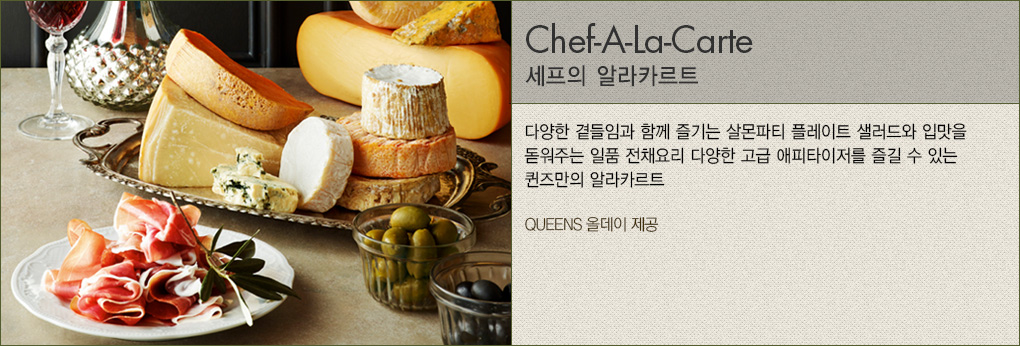 Chef-A-La-Carte
세프의 알라카르트
다양한 곁들임과 함께 즐기는 살몬파티 플레이트 샐러드와 입맛을
돋워주는 일품 전채요리 다양한 고급 애피타이저를 즐길 수 있는
퀸즈만의 알라카르트
QUEENS 올데이 제공